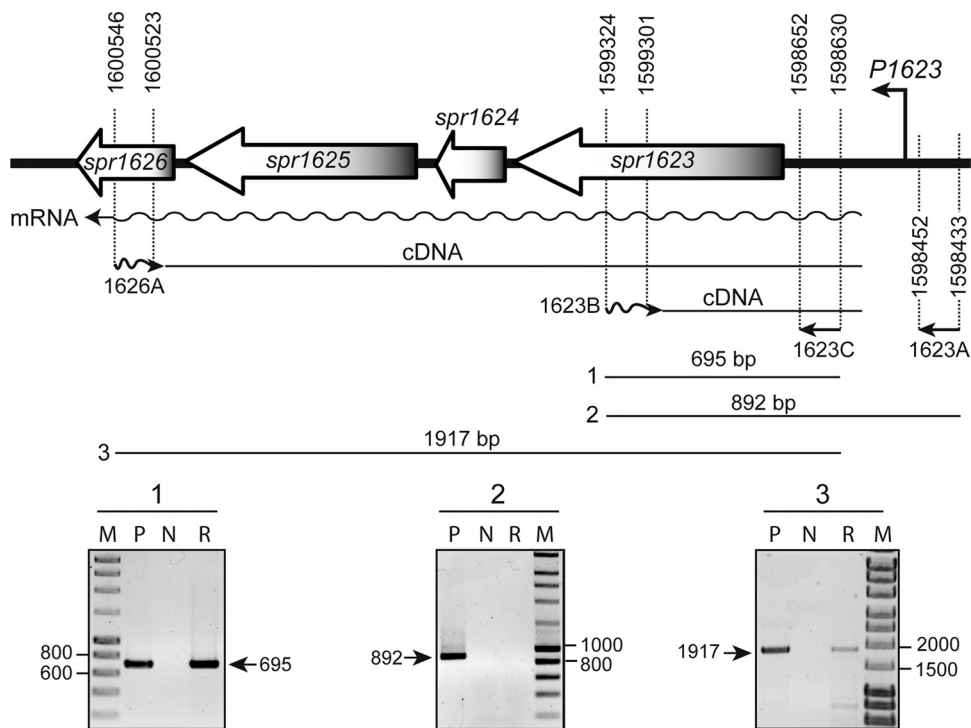 1600546
1600523
1599324
1599301
1598652
1598630
P1623
spr1624
spr1626
spr1625
spr1623
mRNA
1598452
1598433
cDNA
1626A
1623B
cDNA
1623C
1623A
695 bp
1
892 bp
2
1917 bp
3
1
2
3
M P N R
P N R M
P N R M
800
600
695
892
1000
800
1917
2000
1500